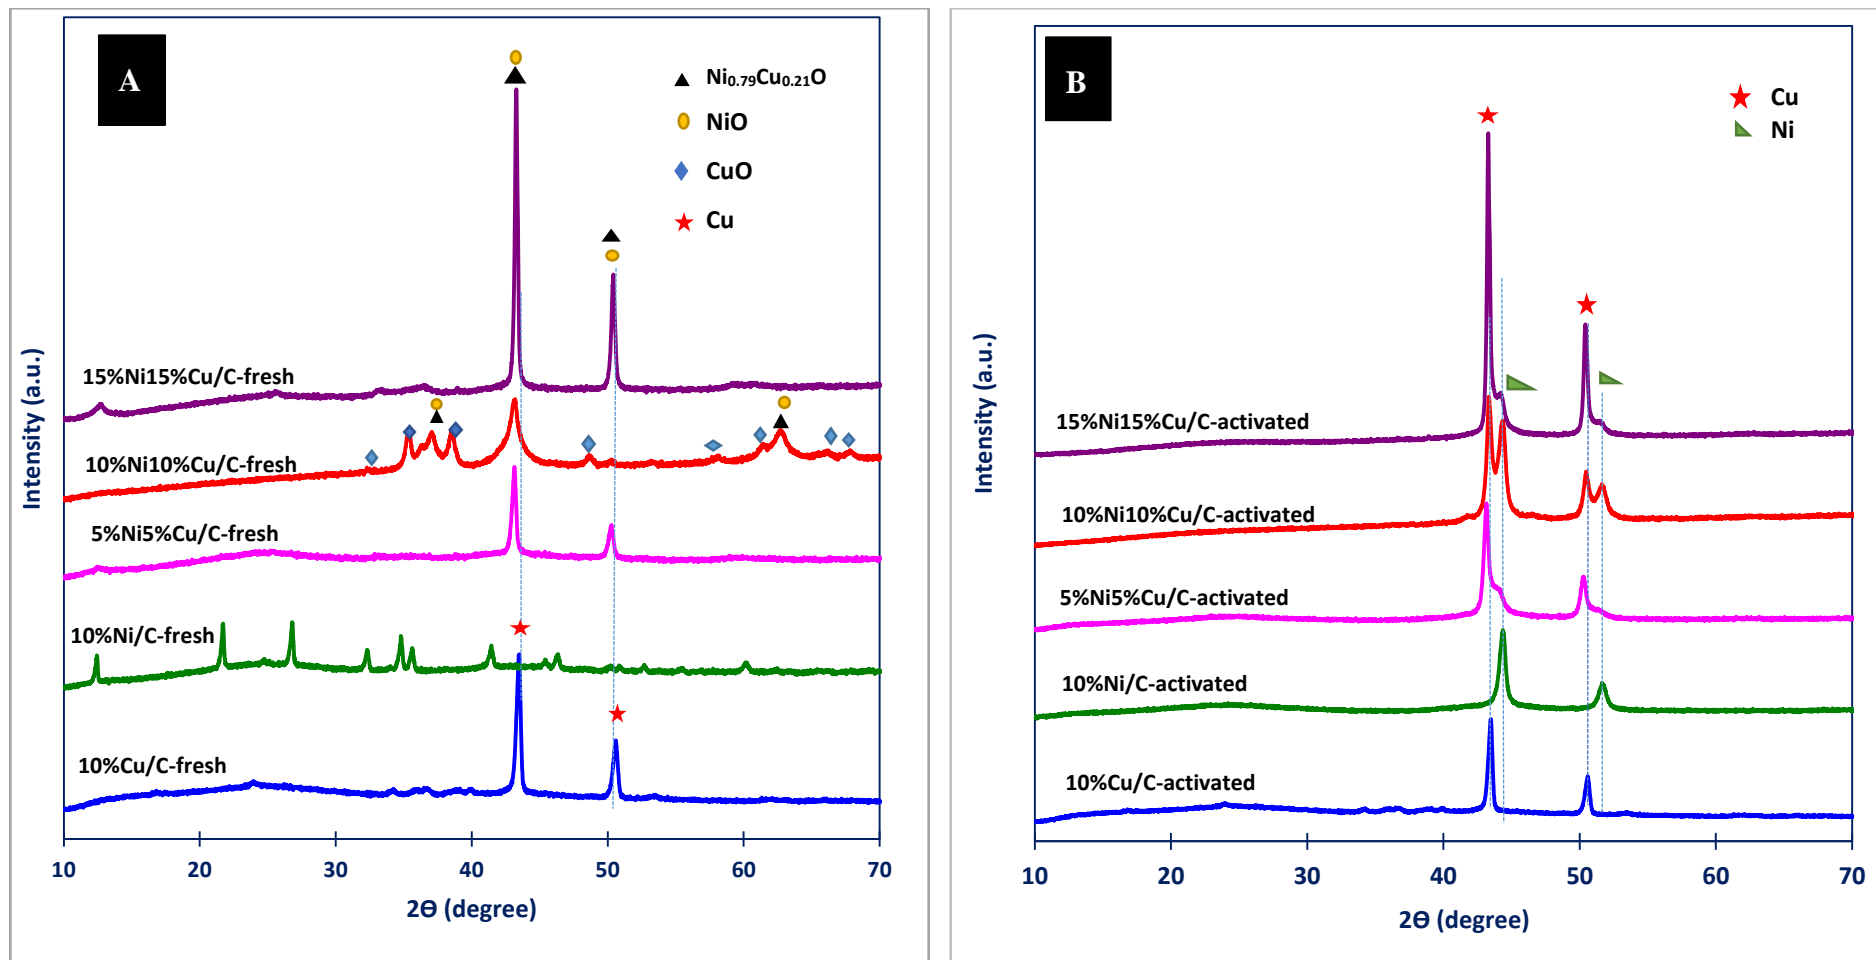 A
Ni0.79Cu0.21O
NiO
CuO
Cu
15%Ni15%Cu/C-fresh
10%Ni10%Cu/C-fresh
5%Ni5%Cu/C-fresh
10%Ni/C-fresh
10%Cu/C-fresh
Intensity (a.u.)
10 20 30 40 50 60 70
2Θ (degree)
B
Cu
Ni
15%Ni15%Cu/C-activated
10%Ni10%Cu/C-activated
5%Ni5%Cu/C-activated
10%Ni/C-activated
10%Cu/C-activated
Intensity (a.u.)
10 20 30 40 50 60 70
2Θ (degree)